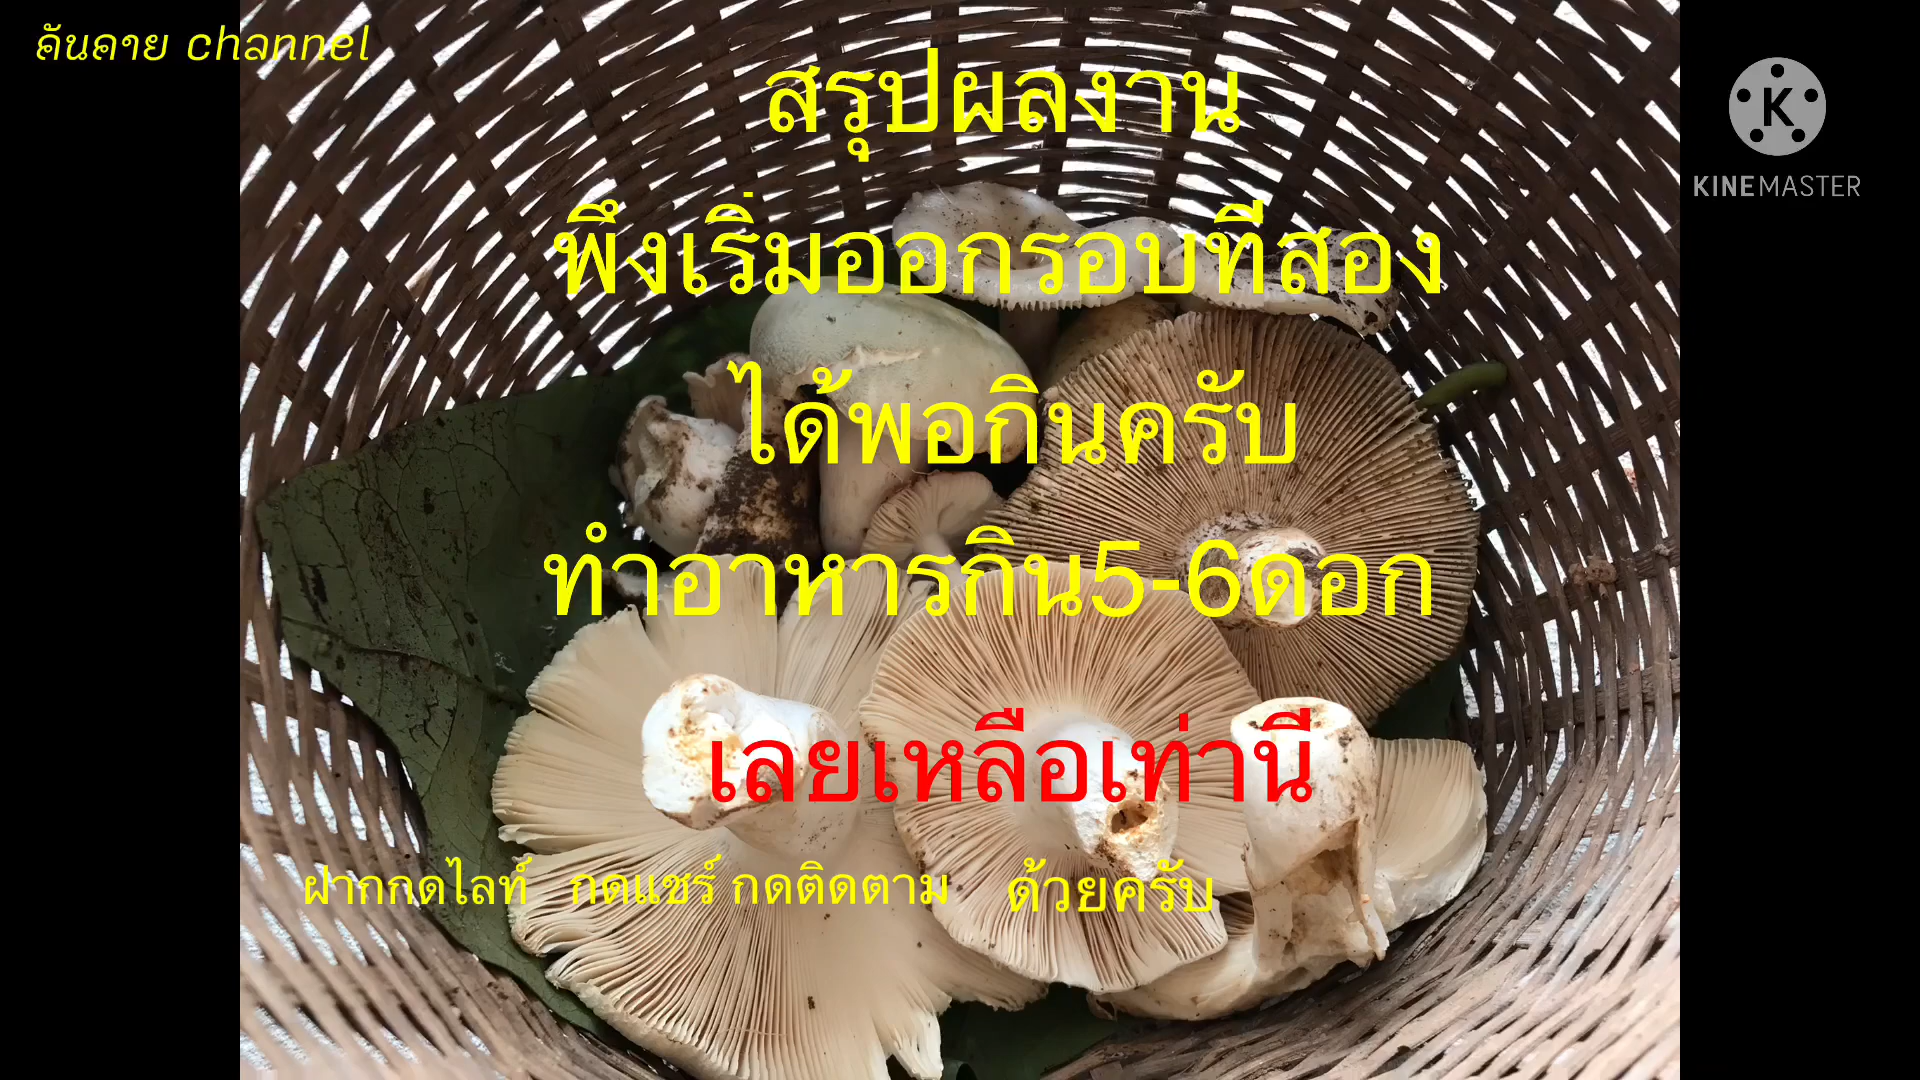 คันคาย channel
KINEMASTER
สรุปผลงาน
พึงเริ่มออกรอบที่สอง
ได้พอกินครับ
ทำอาหารกิน5-6ดอก
เลยเหลือเท่านี
ฝากกดไลท์ กดแชร์ กดติดตาม ด้วยครับ